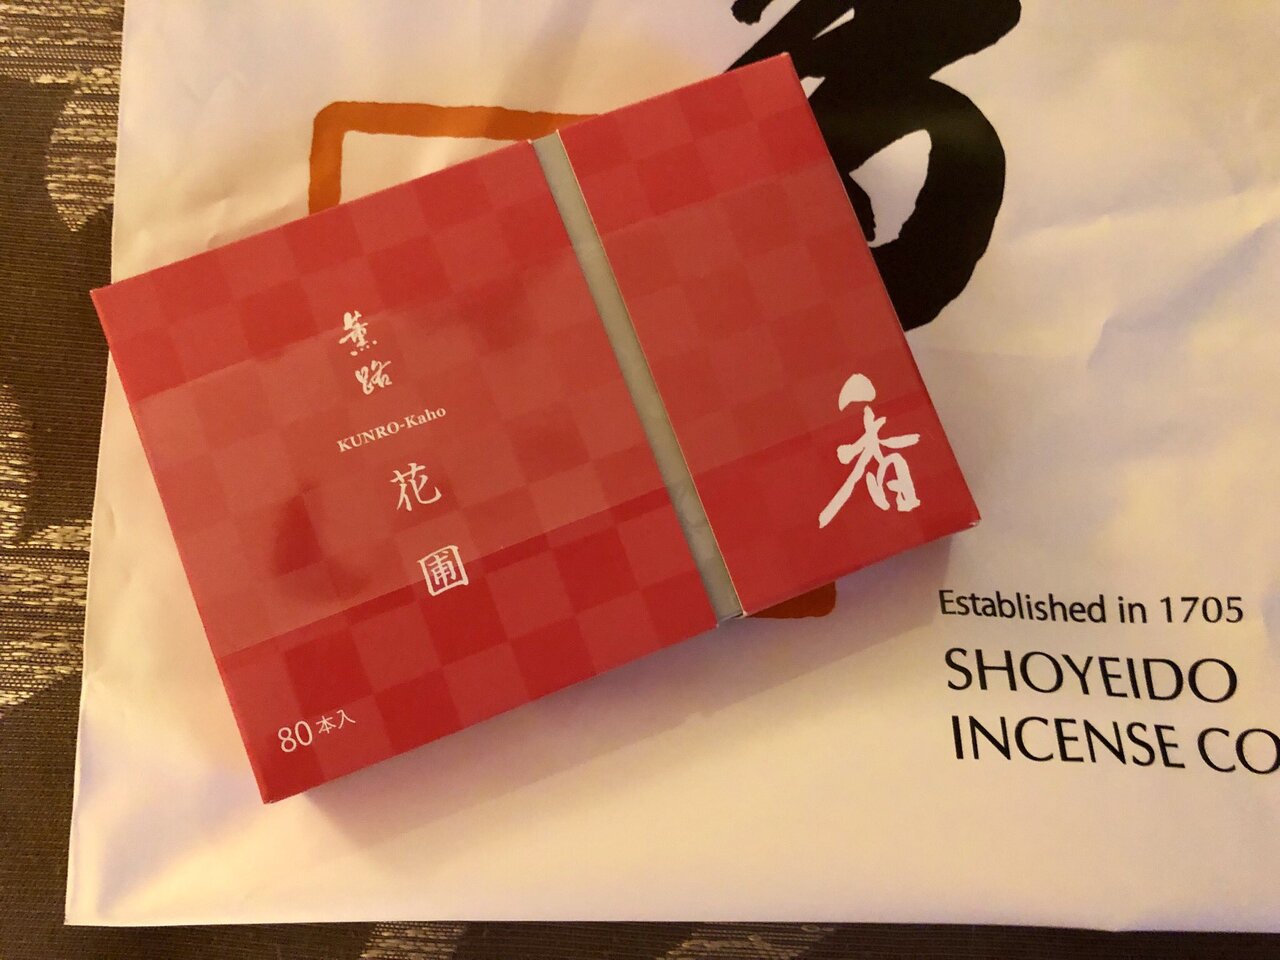 薫路
KUNRO-Kaho
花圃
80本入
香
Established in 1705
SHOYEIDO
INCENSE CO